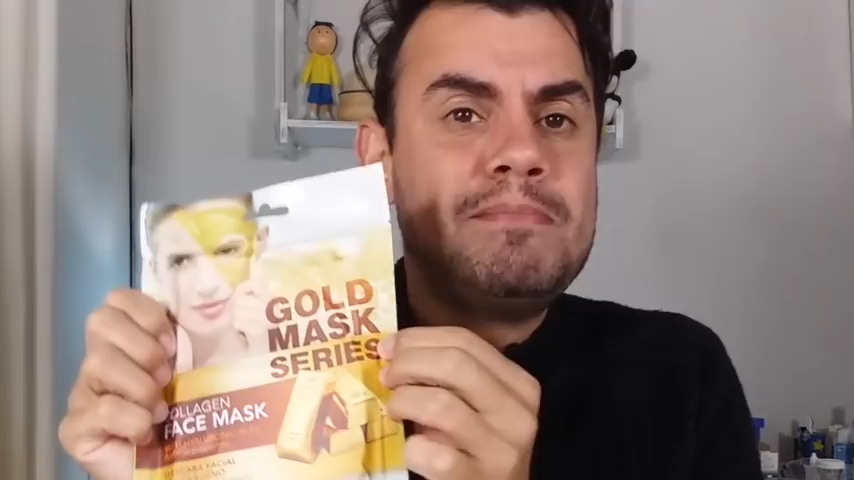 GOLD
MASK
SERIES
COLLAGEN
FACE MASK